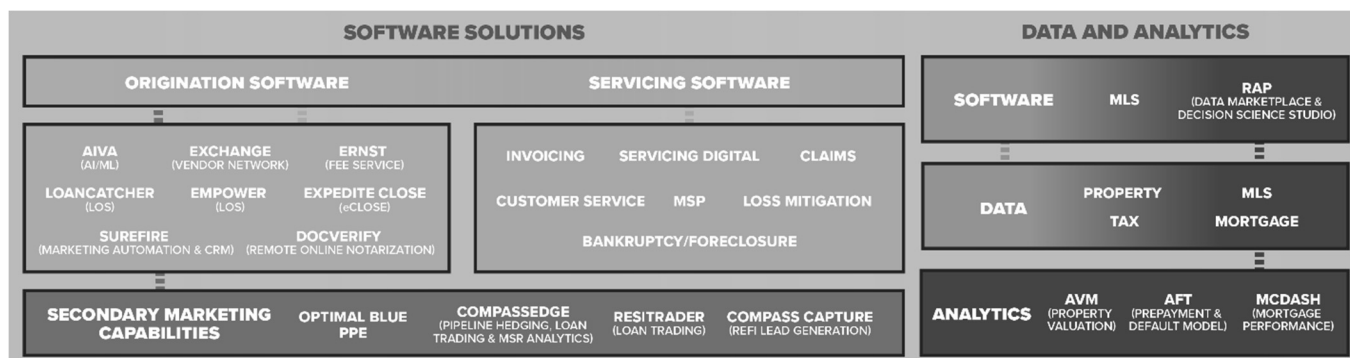 SOFTWARE SOLUTIONS
ORIGINATION SOFTWARE
SERVICING SOFTWARE
AIVA
(AI/ML)
EXCHANGE
(VENDOR NETWORK)
ERNST
(FEE SERVICE)
LOANCATCHER
(LOS)
EMPOWER
(LOS)
EXPEDITE CLOSE
(eCLOSE)
SUREFIRE
(MARKETING AUTOMATION & CRM)
DOCVERIFY
(REMOTE ONLINE NOTARIZATION)
INVOICING
SERVICING DIGITAL
CLAIMS
CUSTOMER SERVICE
MSP
LOSS MITIGATION
BANKRUPTCY/FORECLOSURE
SECONDARY MARKETING
CAPABILITIES
OPTIMAL BLUE
PPE
COMPASSEDGE
(PIPELINE HEDGING, LOAN
TRADING & MSR ANALYTICS)
RESITRADER
(LOAN TRADING)
COMPASS CAPTURE
(REFI LEAD GENERATION)
DATA AND ANALYTICS
SOFTWARE
MLS
RAP
(DATA MARKETPLACE &
DECISION SCIENCE STUDIO)
DATA
PROPERTY
MLS
TAX
MORTGAGE
ANALYTICS
AVM
(PROPERTY
VALUATION)
AFT
(PREPAYMENT &
DEFAULT MODEL)
MCDASH
(MORTGAGE
PERFORMANCE)